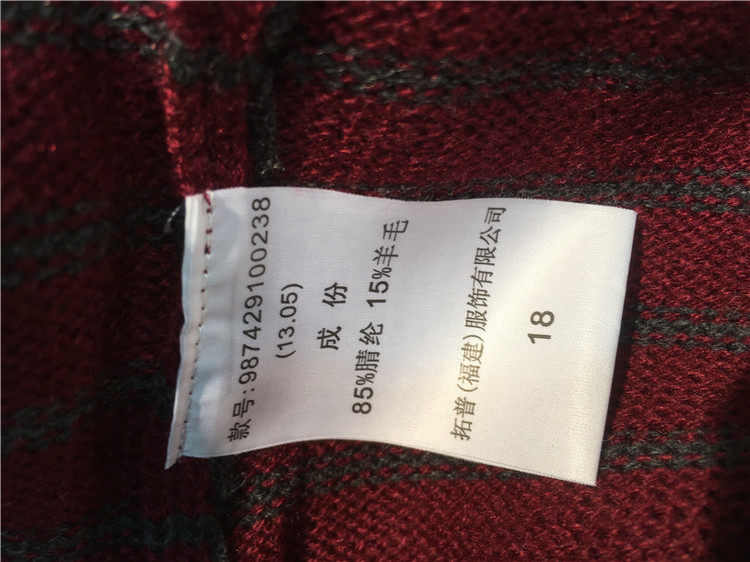 款号:987429100238
(13.05)
成 份
85%腈纶 15%羊毛
拓普(福建)服饰有限公司
18